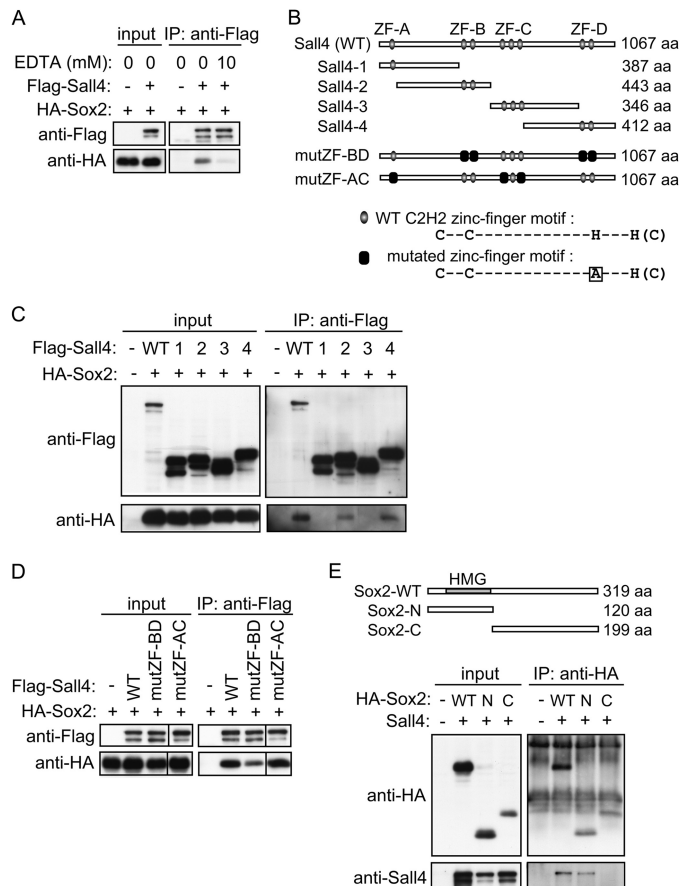 A
input IP: anti-Flag
EDTA (mM): 0 0 0 0 10
Flag-Sall4: - + - + +
HA-Sox2: + + + + +
anti-Flag
anti-HA
B
ZF-A ZF-B ZF-C ZF-D
Sall4 (WT) 1067 aa
Sall4-1 387 aa
Sall4-2 443 aa
Sall4-3 346 aa
Sall4-4 412 aa
mutZF-BD 1067 aa
mutZF-AC 1067 aa
WT C2H2 zinc-finger motif :
C--C------------H---H(C)
mutated zinc-finger motif :
C--C------------A---H(C)
C
input IP: anti-Flag
Flag-Sall4: - WT 1 2 3 4 - WT 1 2 3 4
HA-Sox2: - + + + + + - + + + + +
anti-Flag
anti-HA
D
input IP: anti-Flag
Flag-Sall4: - WT mutZF-BD mutZF-AC - WT mutZF-BD mutZF-AC
HA-Sox2: + + + + + + + +
anti-Flag
anti-HA
E
HMG
Sox2-WT 319 aa
Sox2-N 120 aa
Sox2-C 199 aa
input IP: anti-HA
HA-Sox2: - WT N C - WT N C
Sall4: - + + + - + + +
anti-HA
anti-Sall4